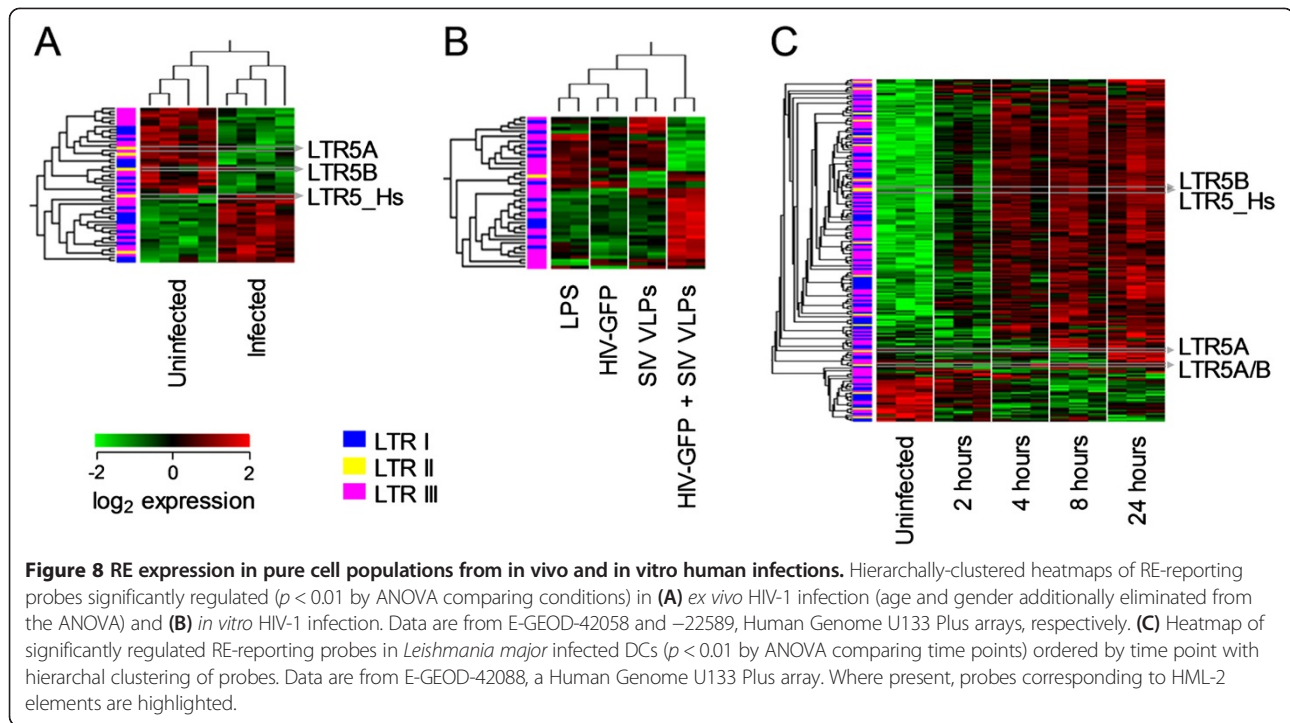 A
B
C
LTR5A
LTR5B
LTR5_Hs
Uninfected
Infected
LPS
HIV-GFP
SIV VLPs
HIV-GFP + SIV VLPs
LTR5B
LTR5_Hs
LTR5A
LTR5A/B
Uninfected
2 hours
4 hours
8 hours
24 hours
-2 0 2
log2 expression
LTR I
LTR II
LTR III
Figure 8 RE expression in pure cell populations from in vivo and in vitro human infections. Hierarchally-clustered heatmaps of RE-reporting
probes significantly regulated (p < 0.01 by ANOVA comparing conditions) in (A) ex vivo HIV-1 infection (age and gender additionally eliminated from
the ANOVA) and (B) in vitro HIV-1 infection. Data are from E-GEOD-42058 and −22589, Human Genome U133 Plus arrays, respectively. (C) Heatmap of
significantly regulated RE-reporting probes in Leishmania major infected DCs (p < 0.01 by ANOVA comparing time points) ordered by time point with
hierarchal clustering of probes. Data are from E-GEOD-42088, a Human Genome U133 Plus array. Where present, probes corresponding to HML-2
elements are highlighted.